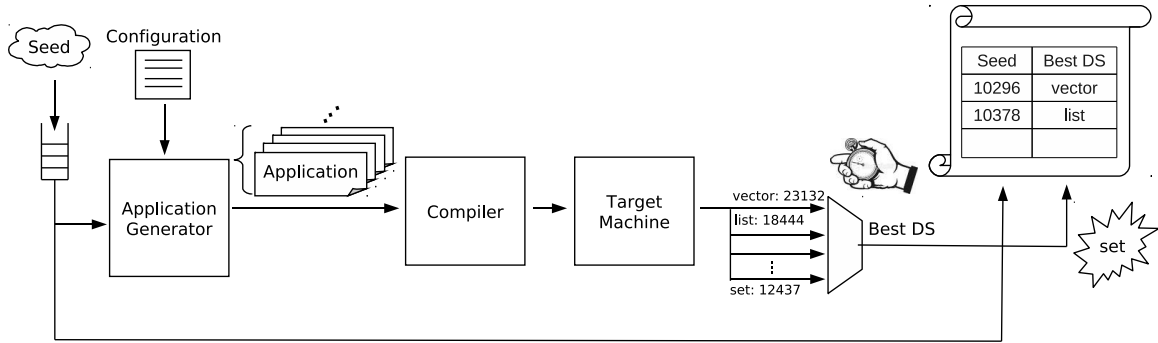 Seed
Configuration
Application
Generator
Application
Compiler
Target
Machine
vector: 23132
list: 18444
set: 12437
Best DS
Seed Best DS
10296 vector
10378 list
set